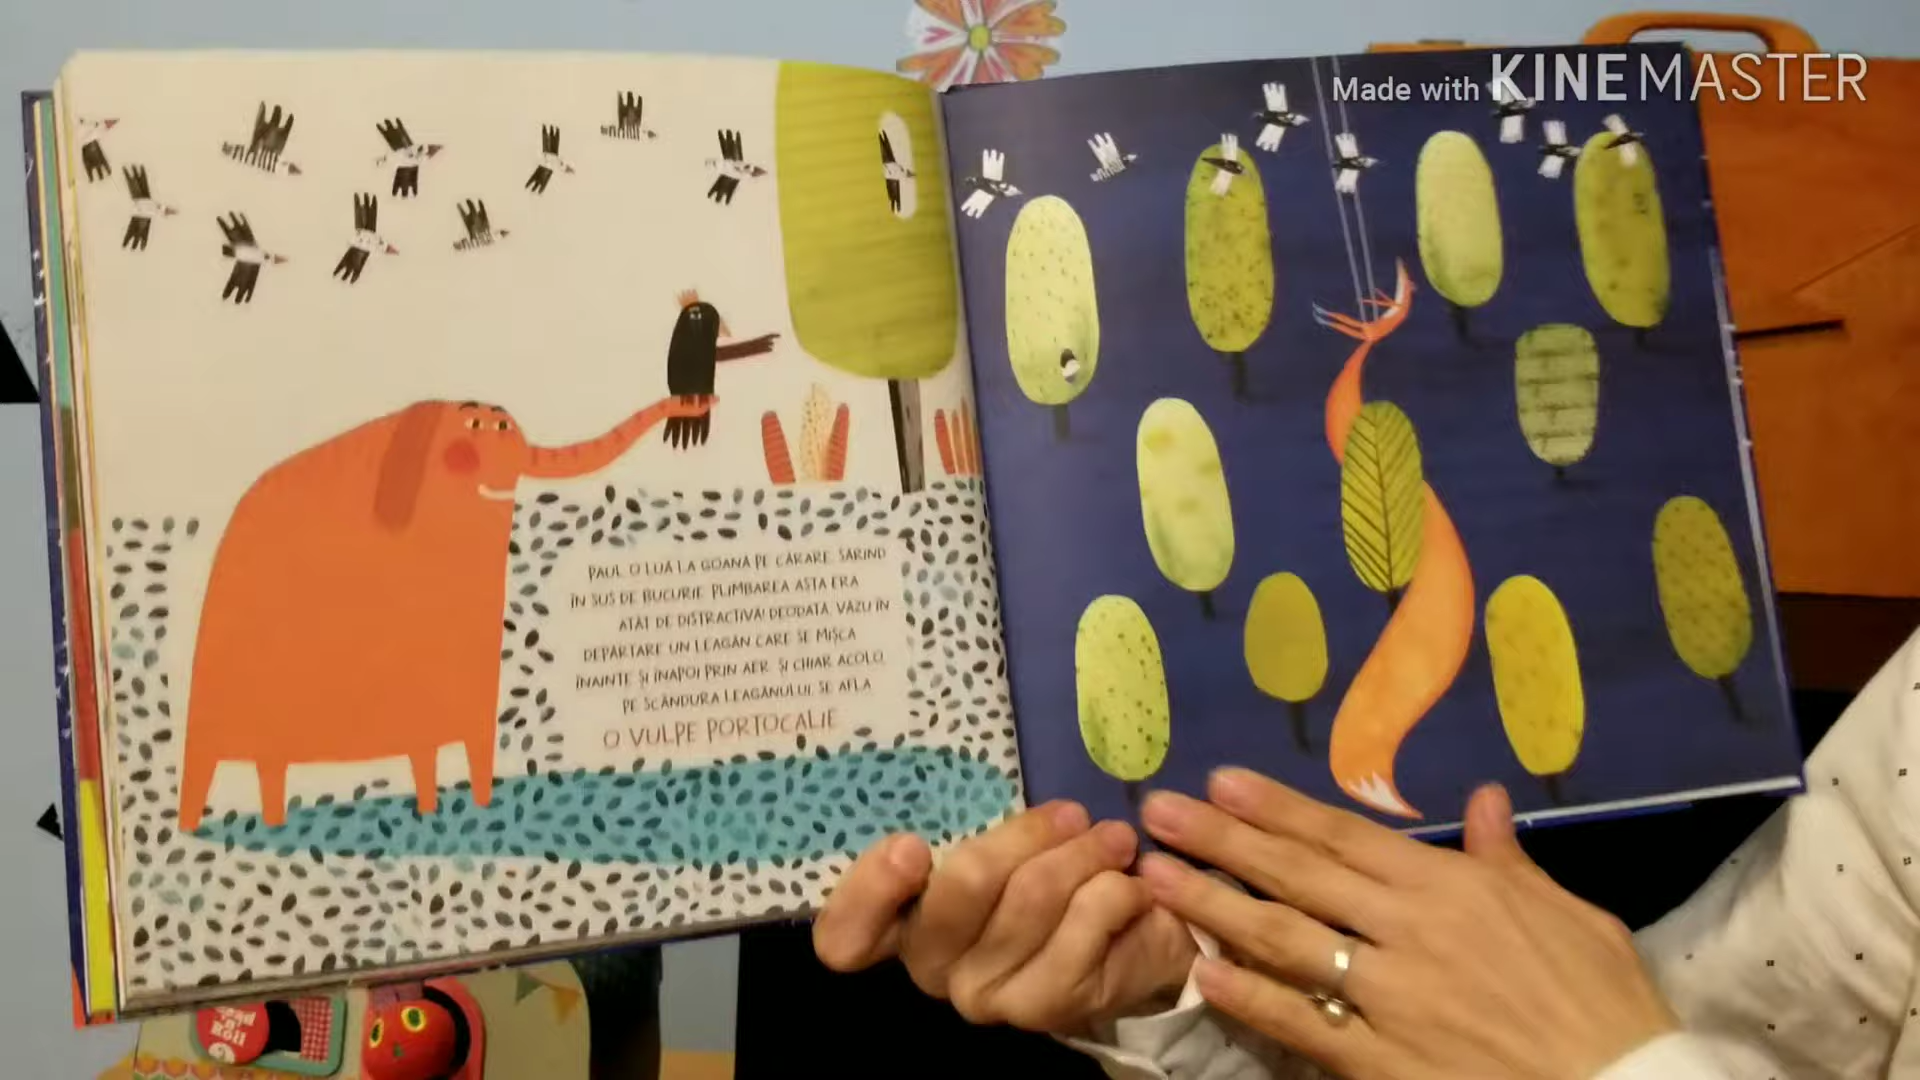 Made with KINEMASTER
PAUL O LUĂ LA GOANĂ PE CĂRARE, SĂRIND
ÎN SUS DE BUCURIE. PLIMBAREA ASTA ERA
ATÂT DE DISTRACTIVĂ! DEODATĂ, VĂZU ÎN
DEPĂRTARE UN LEAGĂN CARE SE MIȘCA
ÎNAINTE ȘI ÎNAPOI PRIN AER. ȘI CHIAR ACOLO,
PE SCÂNDURA LEAGĂNULUI, SE AFLA
O VULPE PORTOCALIE